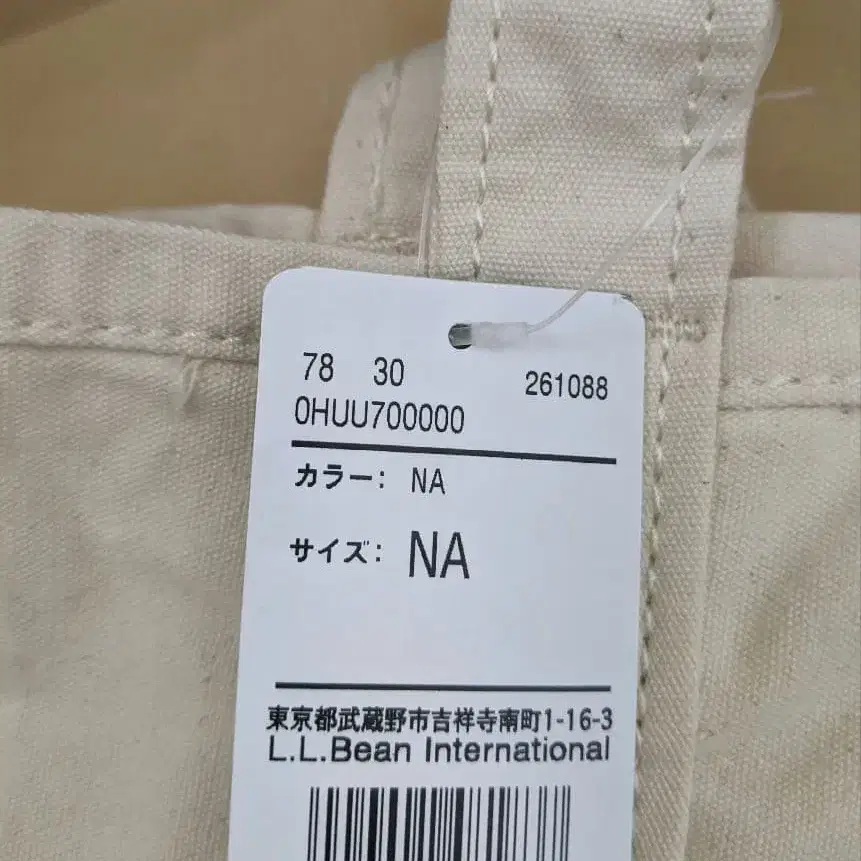 78 30 261088
0HUU700000
カラー: NA
サイズ: NA
東京都武蔵野市吉祥寺南町1-16-3
L.L.Bean International